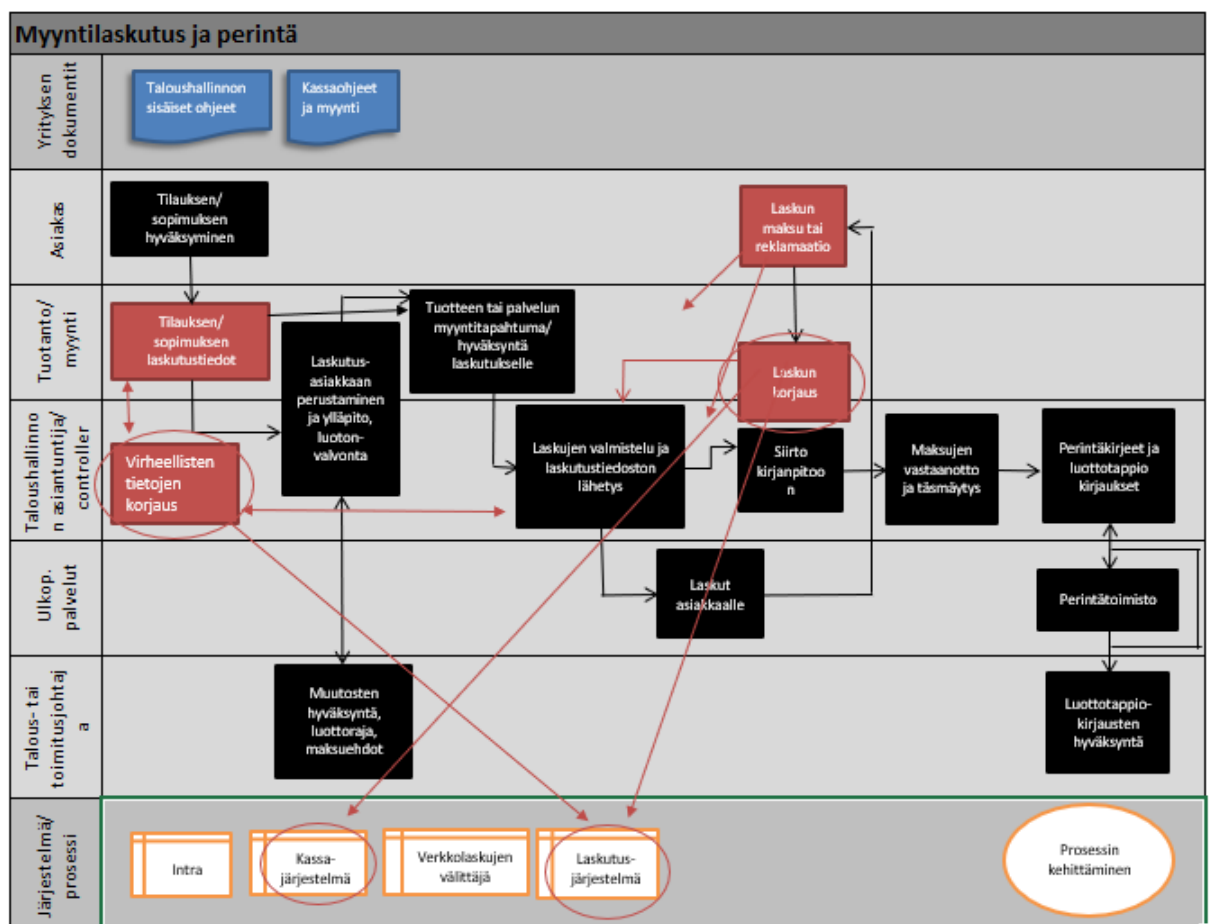 Myyntilaskutus ja perintä
Yrityksen
dokumentit
Taloushallinnon
sisäiset ohjeet
Kassaohjeet
ja myynti
Asiakas
Tilauksen/
sopimuksen
hyväksyminen
Laskun
maksu tai
reklamaatio
Tuotanto/
myynti
Tilauksen/
sopimuksen
laskutustiedot
Laskutus-
asiakkaan
perustaminen
ja ylläpito,
luoton-
valvonta
Tuotteen tai palvelun
myyntitapahtuma/
hyväksyntä
laskutukselle
Laskun
korjaus
Taloushallinno
n asiantuntija/
controller
Virheellisten
tietojen
korjaus
Laskujen valmistelu ja
laskutustiedoston
lähetys
Siirto
kirjanpitoo
n
Maksujen
vastaanotto
ja täsmäytys
Perintäkirjeet ja
luottotappio
kirjaukset
Ulkop.
palvelut
Laskut
asiakkaalle
Perintätoimisto
Talous- tai
toimitusjohtaj
a
Muutosten
hyväksyntä,
luottoraja,
maksuehdot
Luottotappio-
kirjausten
hyväksyntä
Järjestelmä/
prosessi
Intra
Kassa-
järjestelmä
Verkkolaskujen
välittäjä
Laskutus-
järjestelmä
Prosessin
kehittäminen